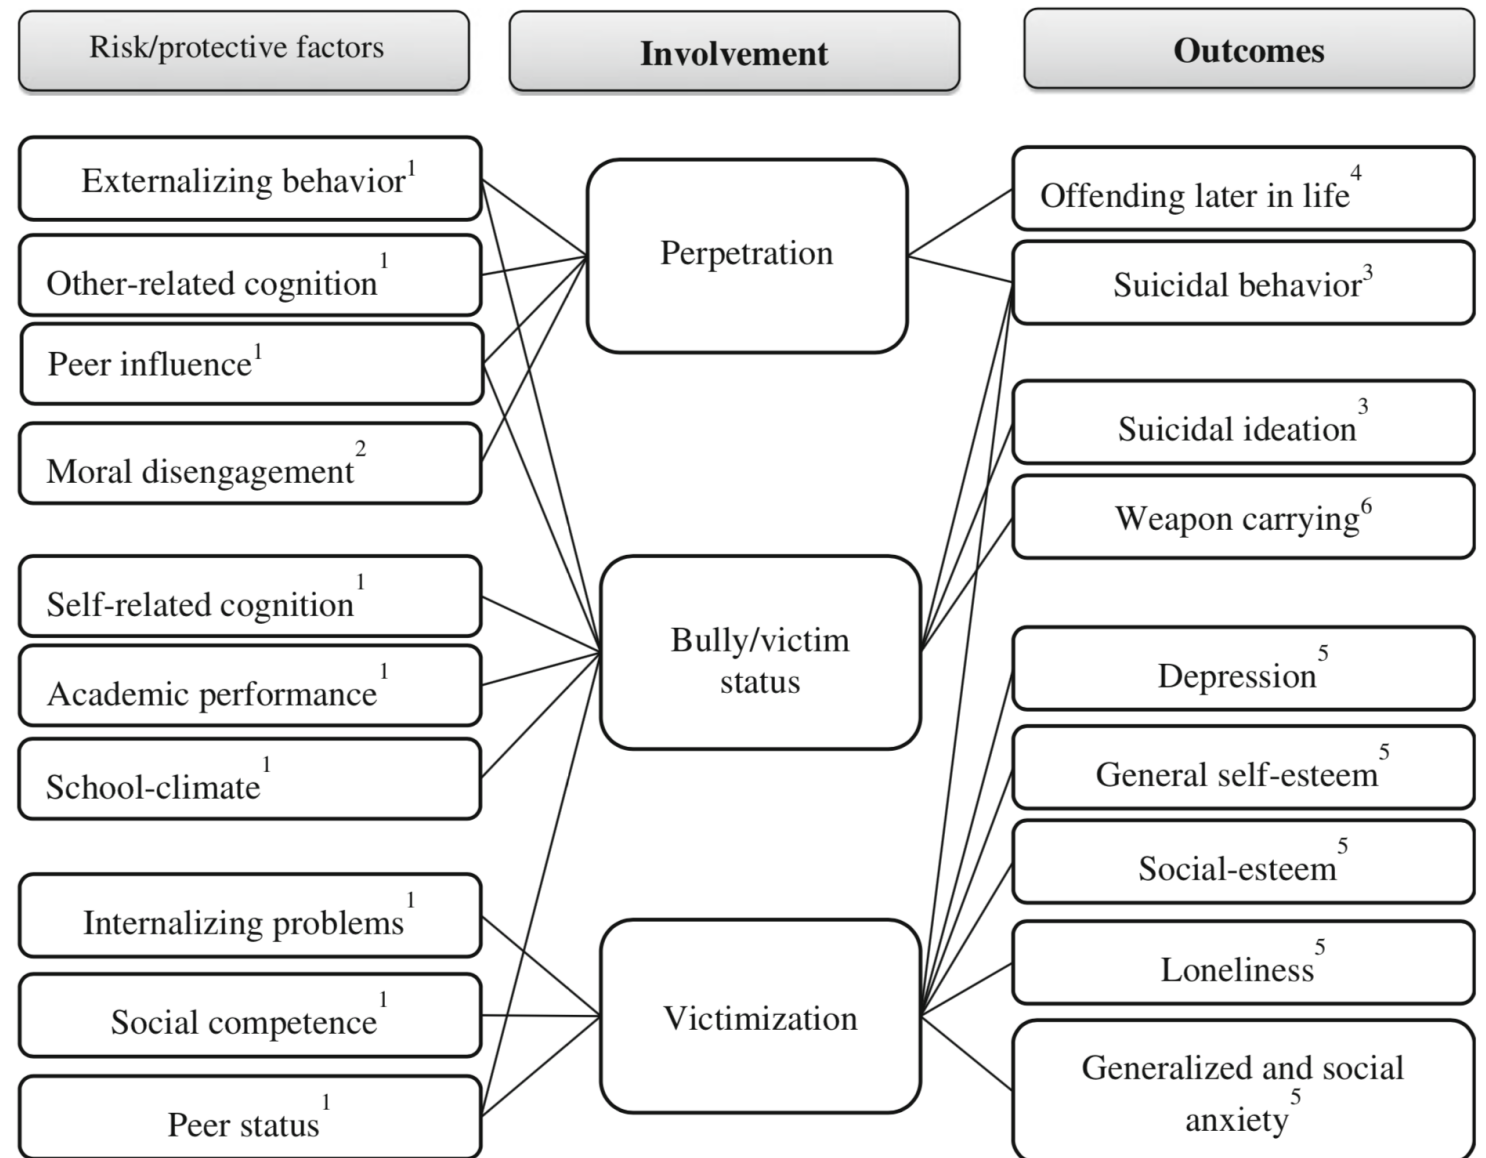 Risk/protective factors
Involvement
Outcomes
Externalizing behavior1
Other-related cognition1
Peer influence1
Moral disengagement2
Self-related cognition1
Academic performance1
School-climate1
Internalizing problems1
Social competence1
Peer status1
Perpetration
Bully/victim
status
Victimization
Offending later in life4
Suicidal behavior3
Suicidal ideation3
Weapon carrying6
Depression5
General self-esteem5
Social-esteem5
Loneliness5
Generalized and social
anxiety5